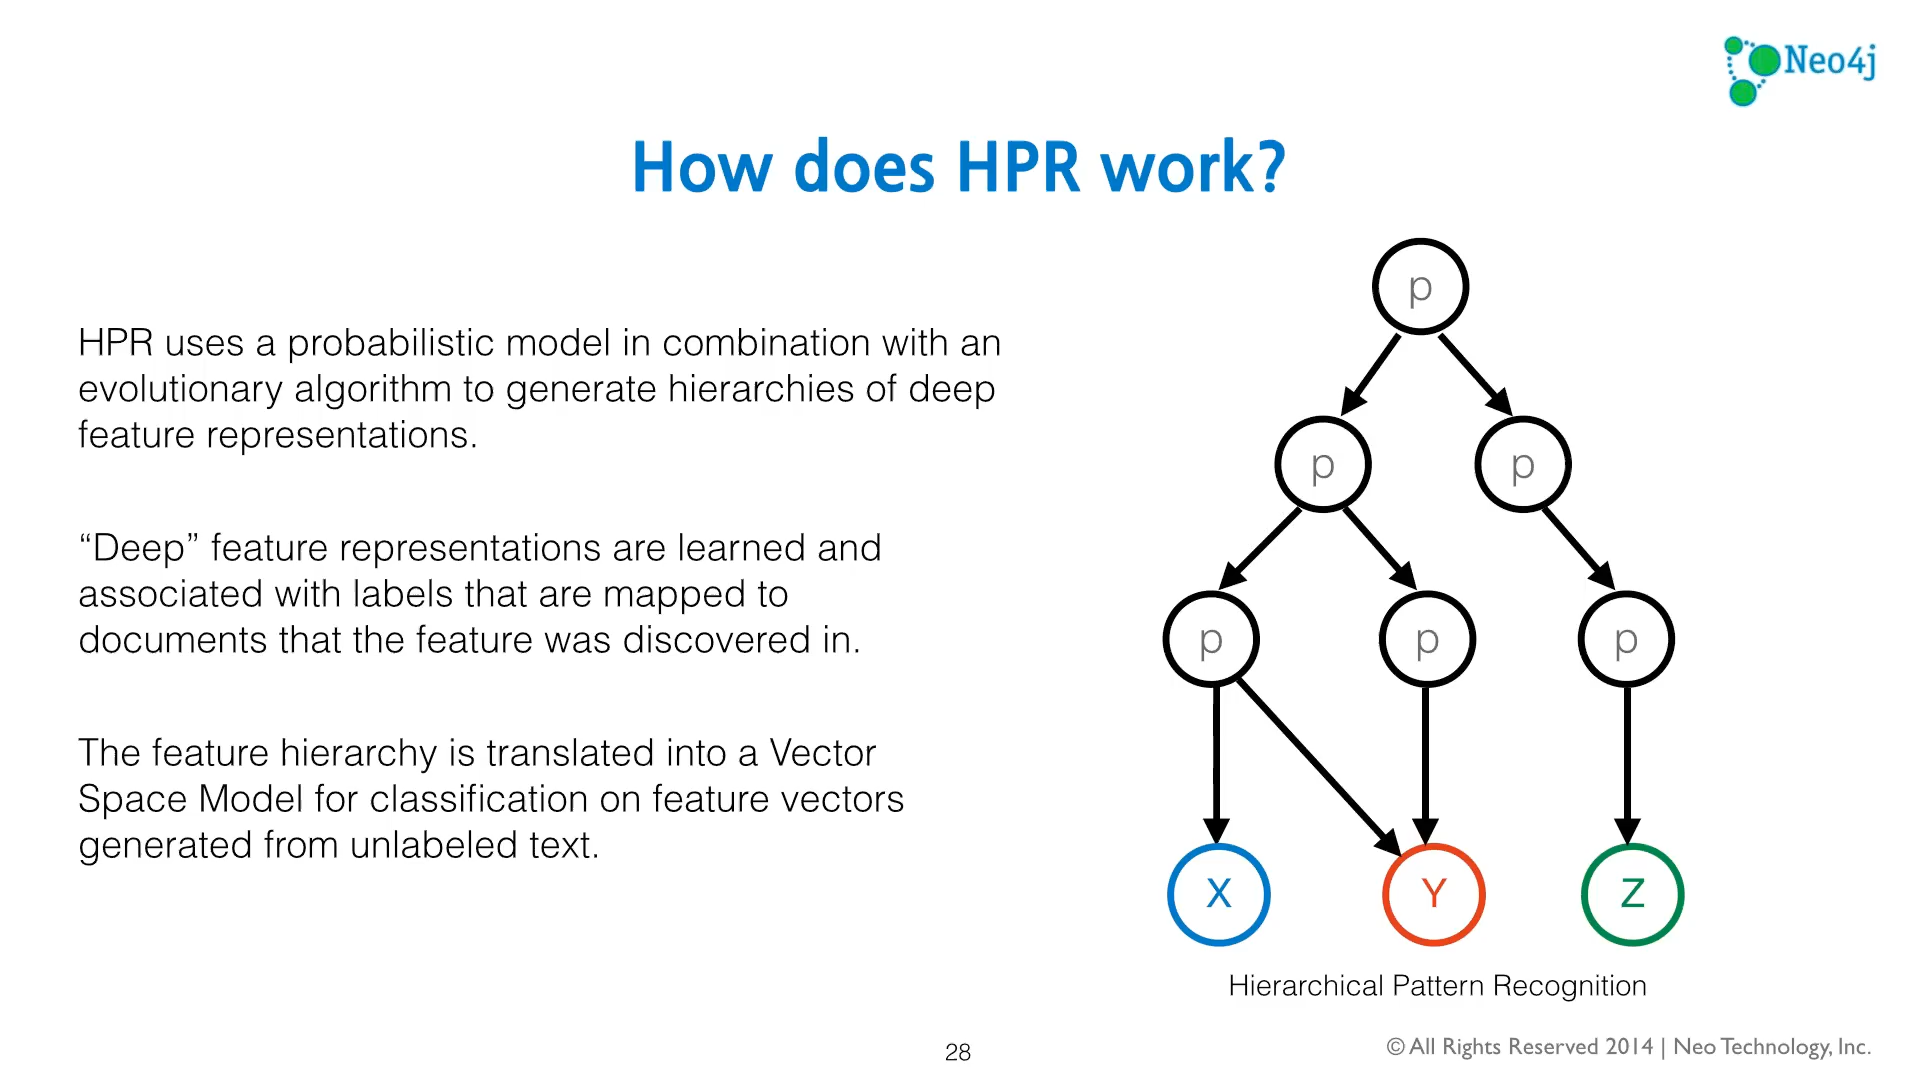 Neo4j
How does HPR work?
HPR uses a probabilistic model in combination with an
evolutionary algorithm to generate hierarchies of deep
feature representations.
“Deep” feature representations are learned and
associated with labels that are mapped to
documents that the feature was discovered in.
The feature hierarchy is translated into a Vector
Space Model for classification on feature vectors
generated from unlabeled text.
p
p p
p p p
X Y Z
Hierarchical Pattern Recognition
28
© All Rights Reserved 2014 | Neo Technology, Inc.